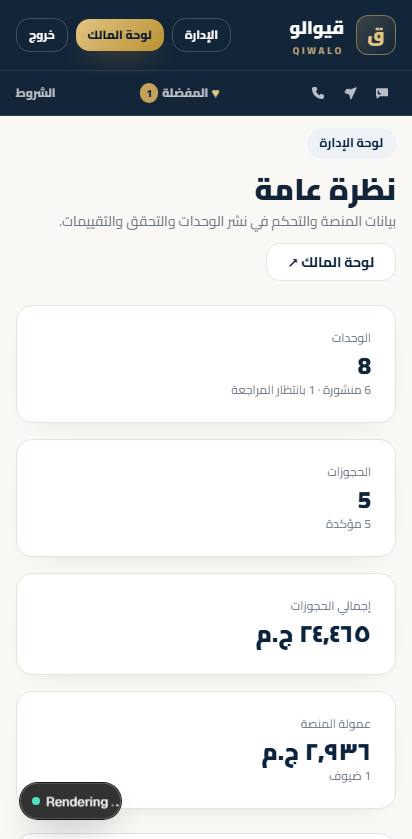 ق
قيوالو
QIWALO
الإدارة
لوحة المالك
خروج
♥ المفضلة 1
الشروط
لوحة الإدارة
نظرة عامة
بيانات المنصة والتحكم في نشر الوحدات والتحقق والتقييمات.
لوحة المالك ↗
الوحدات
8
6 منشورة · 1 بانتظار المراجعة
الحجوزات
5
5 مؤكدة
إجمالي الحجوزات
٢٤,٤٦٥ ج.م
عمولة المنصة
٢,٩٣٦ ج.م
1 ضيوف
Rendering ...